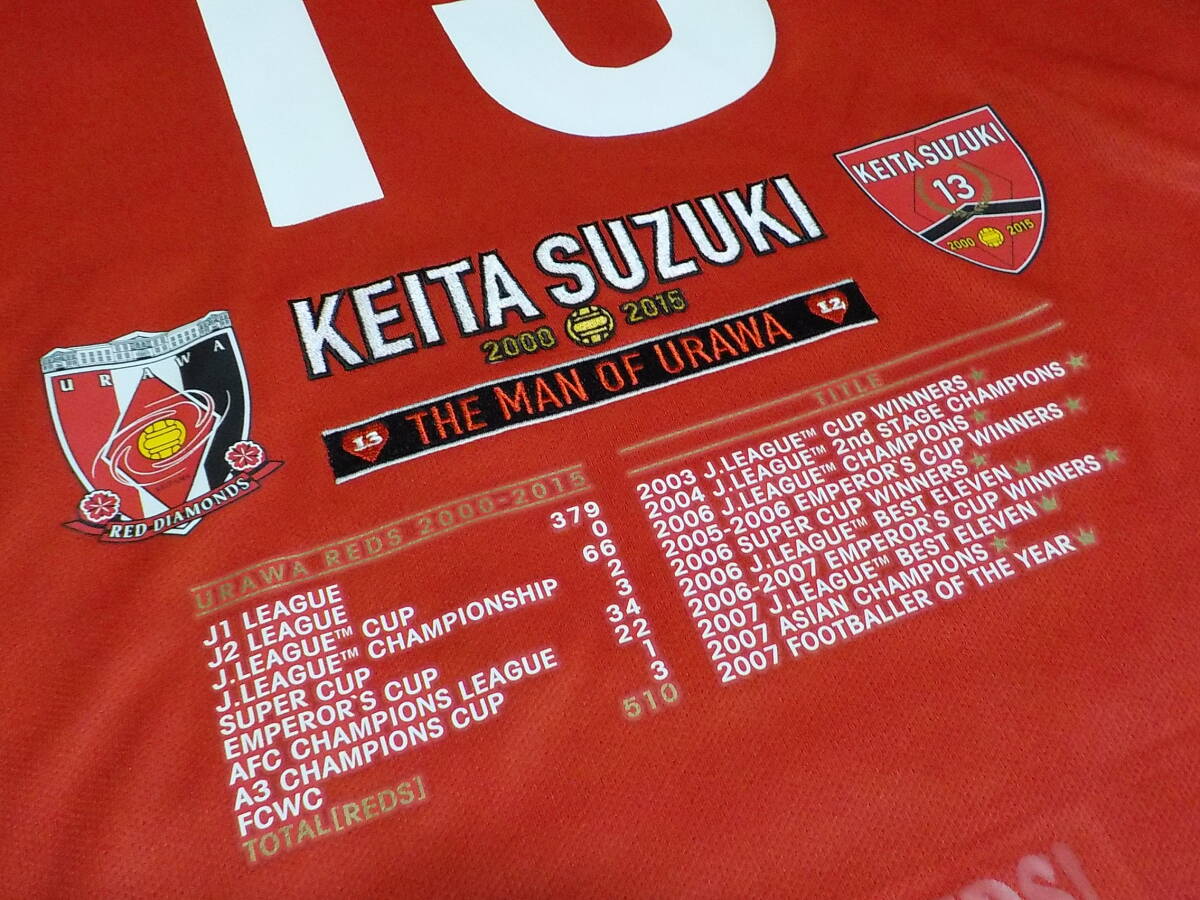 13
KEITA SUZUKI
2000 2015
13 THE MAN OF URAWA 12
KEITA SUZUKI
13
2000 2015
URAWA
RED DIAMONDS
URAWA REDS 2000-2015
J1 LEAGUE 379
J2 LEAGUE 0
J.LEAGUE™ CUP 66
J.LEAGUE™ CHAMPIONSHIP 2
SUPER CUP 3
EMPEROR'S CUP 34
AFC CHAMPIONS LEAGUE 22
A3 CHAMPIONS CUP 1
FCWC 3
TOTAL[REDS] 510
TITLE
2003 J.LEAGUE™ CUP WINNERS ★
2004 J.LEAGUE™ 2nd STAGE CHAMPIONS ★
2006 J.LEAGUE™ CHAMPIONS ★
2005-2006 EMPEROR'S CUP WINNERS ★
2006 SUPER CUP WINNERS ★
2006 J.LEAGUE™ BEST ELEVEN
2006-2007 EMPEROR'S CUP WINNERS ★
2007 J.LEAGUE™ BEST ELEVEN
2007 ASIAN CHAMPIONS ★
2007 FOOTBALLER OF THE YEAR